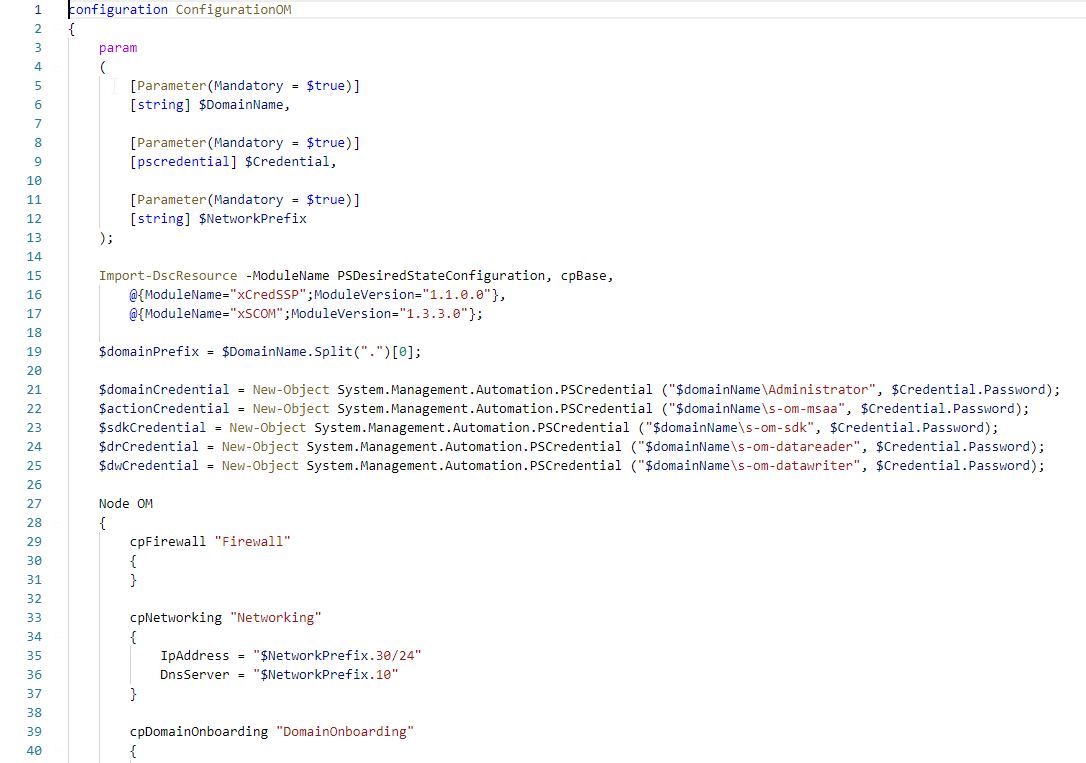 1 configuration ConfigurationOM
2 {
3     param
4     (
5         [Parameter(Mandatory = $true)]
6         [string] $DomainName,
7
8         [Parameter(Mandatory = $true)]
9         [pscredential] $Credential,
10
11         [Parameter(Mandatory = $true)]
12         [string] $NetworkPrefix
13     );
14
15     Import-DscResource -ModuleName PSDesiredStateConfiguration, cpBase,
16         @{ModuleName="xCredSSP";ModuleVersion="1.1.0.0"},
17         @{ModuleName="xSCOM";ModuleVersion="1.3.3.0"};
18
19     $domainPrefix = $DomainName.Split(".")[0];
20
21     $domainCredential = New-Object System.Management.Automation.PSCredential ("$domainName\Administrator", $Credential.Password);
22     $actionCredential = New-Object System.Management.Automation.PSCredential ("$domainName\s-om-msaa", $Credential.Password);
23     $sdkCredential = New-Object System.Management.Automation.PSCredential ("$domainName\s-om-sdk", $Credential.Password);
24     $drCredential = New-Object System.Management.Automation.PSCredential ("$domainName\s-om-datareader", $Credential.Password);
25     $dwCredential = New-Object System.Management.Automation.PSCredential ("$domainName\s-om-datawriter", $Credential.Password);
26
27     Node OM
28     {
29         cpFirewall "Firewall"
30         {
31         }
32
33         cpNetworking "Networking"
34         {
35             IpAddress = "$NetworkPrefix.30/24"
36             DnsServer = "$NetworkPrefix.10"
37         }
38
39         cpDomainOnboarding "DomainOnboarding"
40         {